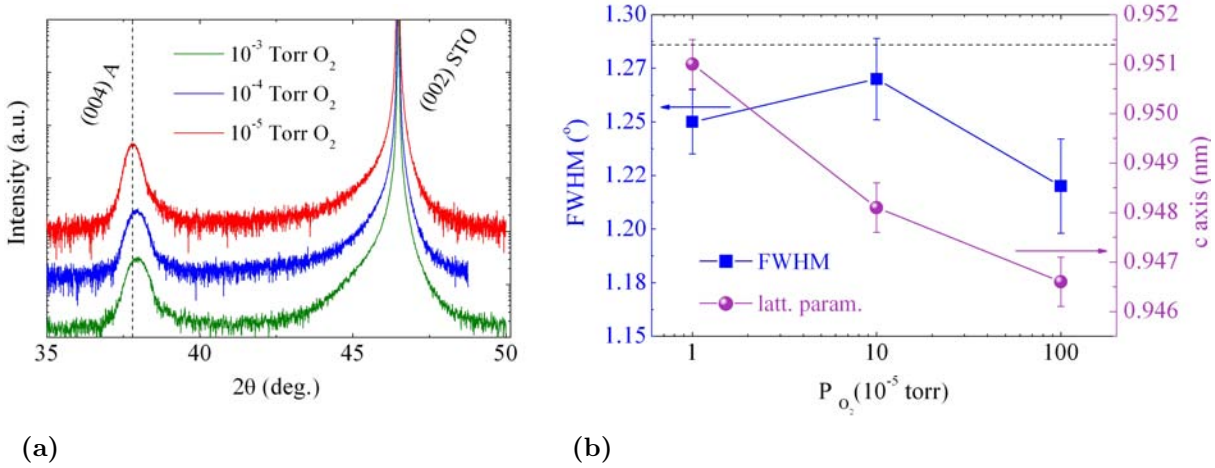 10⁻³ Torr O₂
10⁻⁴ Torr O₂
10⁻⁵ Torr O₂
(004) A
(002) STO
Intensity (a.u.)
35 40 45 50
2θ (deg.)
(a)
1.30
1.27
1.25
1.22
1.20
1.18
1.15
FWHM (°)
FWHM
latt. param.
0.952
0.951
0.950
0.949
0.948
0.947
0.946
c axis (nm)
1 10 100
P O₂ (10⁻⁵ torr)
(b)